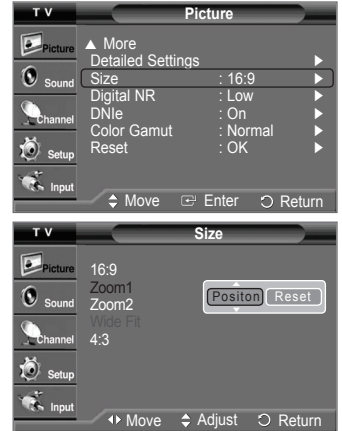 T V Picture
Picture
Sound
Channel
Setup
Input
▲ More
Detailed Settings ►
Size : 16:9 ►
Digital NR : Low ►
DNIe : On ►
Color Gamut : Normal ►
Reset : OK ►
Move Enter Return
T V Size
Picture
Sound
Channel
Setup
Input
16:9
Zoom1
Zoom2
Wide Fit
4:3
Positon Reset
Move Adjust Return